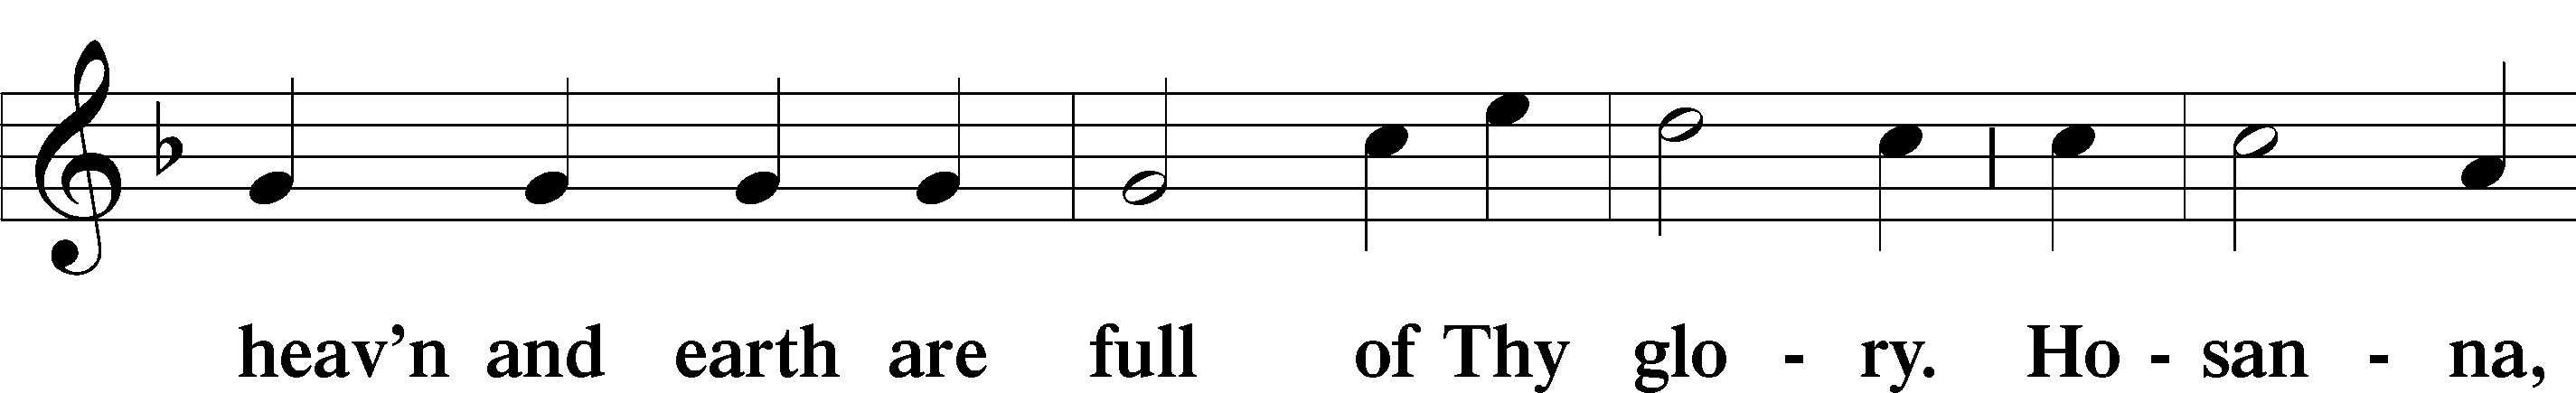 heav’n and earth are full of Thy glo - ry. Ho - san - na,